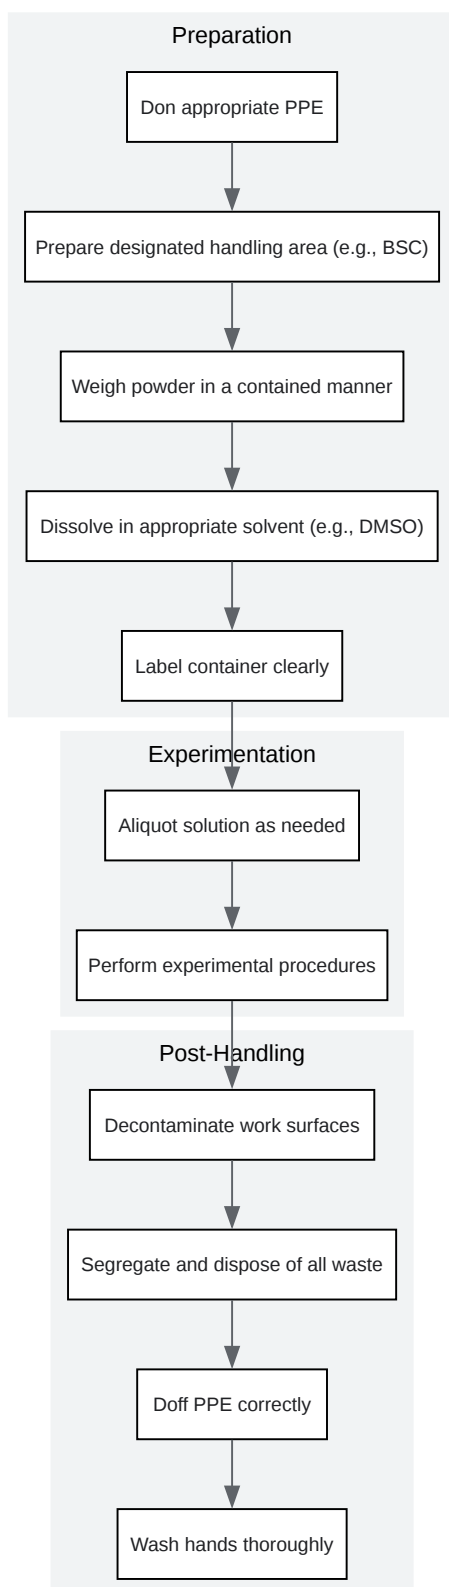 Preparation
Don appropriate PPE
Prepare designated handling area (e.g., BSC)
Weigh powder in a contained manner
Dissolve in appropriate solvent (e.g., DMSO)
Label container clearly
Experimentation
Aliquot solution as needed
Perform experimental procedures
Post-Handling
Decontaminate work surfaces
Segregate and dispose of all waste
Doff PPE correctly
Wash hands thoroughly